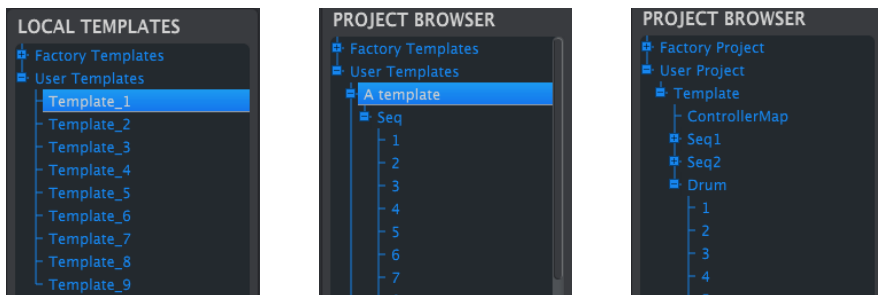 LOCAL TEMPLATES
Factory Templates
User Templates
Template_1
Template_2
Template_3
Template_4
Template_5
Template_6
Template_7
Template_8
Template_9
PROJECT BROWSER
Factory Templates
User Templates
A template
Seq
1
2
3
4
5
6
7
PROJECT BROWSER
Factory Project
User Project
Template
ControllerMap
Seq1
Seq2
Drum
1
2
3
4